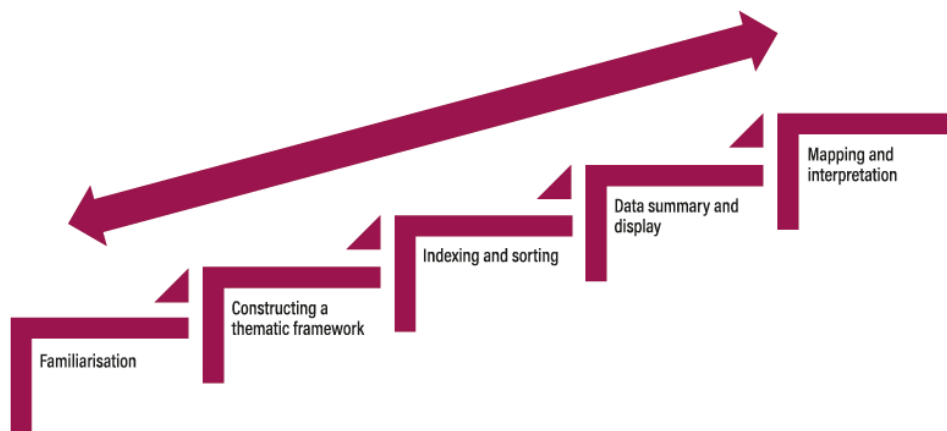 Familiarisation
Constructing a
thematic framework
Indexing and sorting
Data summary and
display
Mapping and
interpretation